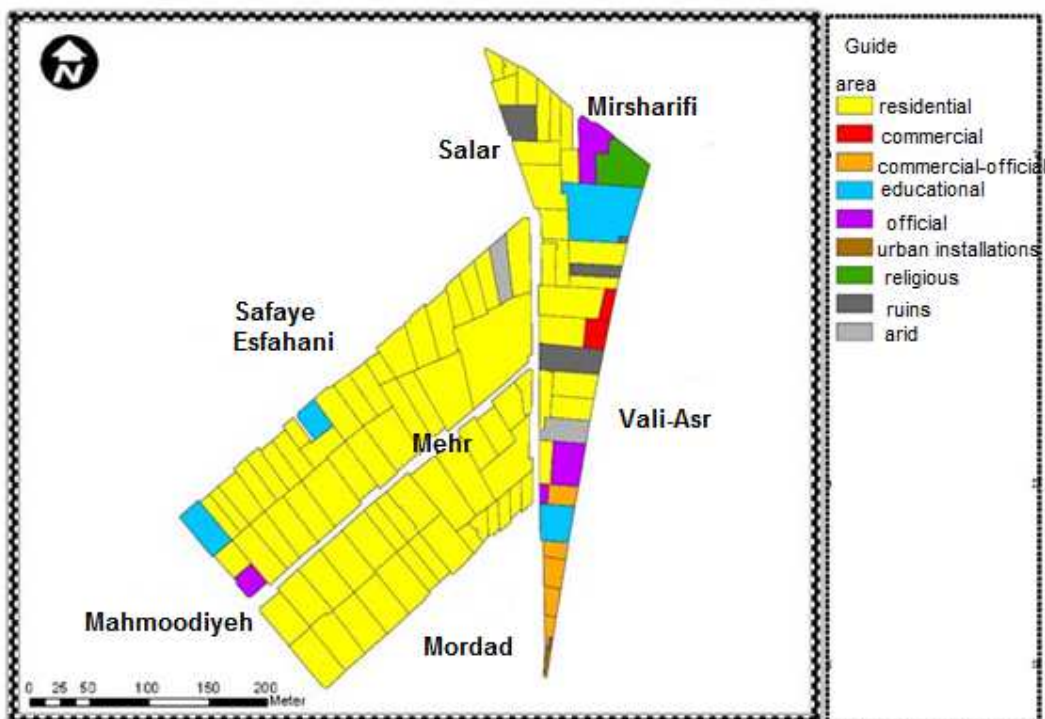 N
Mirsharifi
Salar
Safaye
Esfahani
Mehr
Vali-Asr
Mahmoodiyeh
Mordad
0 25 50 100 150 200
Meter
Guide
area
residential
commercial
commercial-official
educational
official
urban installations
religious
ruins
arid